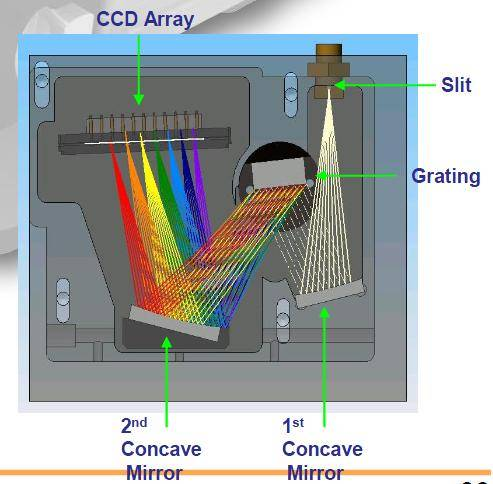 CCD Array
Slit
Grating
2nd
Concave
Mirror
1st
Concave
Mirror